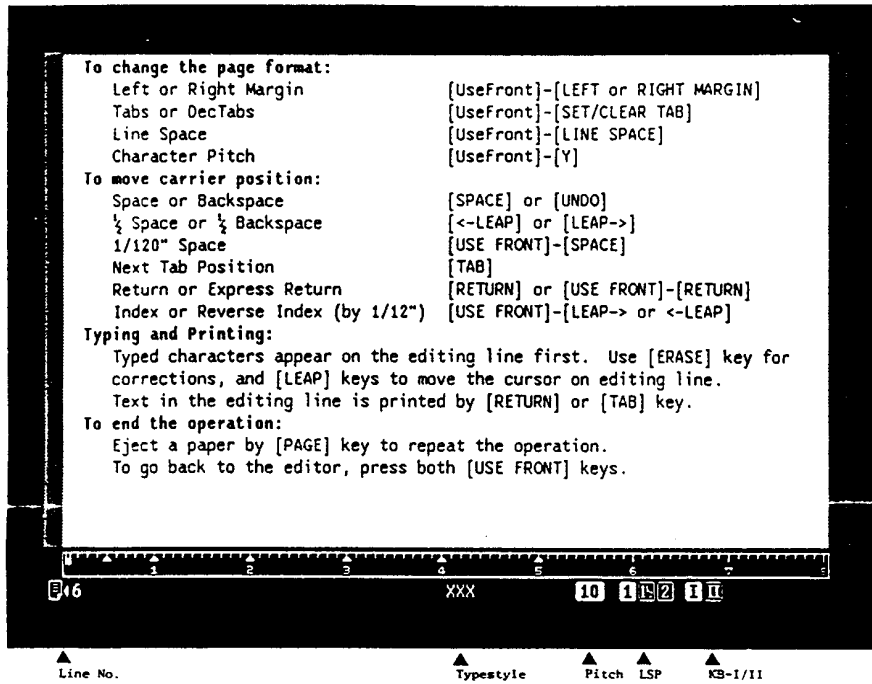 To change the page format:
Left or Right Margin [UseFront]-[LEFT or RIGHT MARGIN]
Tabs or DecTabs [UseFront]-[SET/CLEAR TAB]
Line Space [UseFront]-[LINE SPACE]
Character Pitch [UseFront]-[Y]
To move carrier position:
Space or Backspace [SPACE] or [UNDO]
½ Space or ½ Backspace [<-LEAP] or [LEAP->]
1/120" Space [USE FRONT]-[SPACE]
Next Tab Position [TAB]
Return or Express Return [RETURN] or [USE FRONT]-[RETURN]
Index or Reverse Index (by 1/12") [USE FRONT]-[LEAP-> or <-LEAP]
Typing and Printing:
Typed characters appear on the editing line first. Use [ERASE] key for
corrections, and [LEAP] keys to move the cursor on editing line.
Text in the editing line is printed by [RETURN] or [TAB] key.
To end the operation:
Eject a paper by [PAGE] key to repeat the operation.
To go back to the editor, press both [USE FRONT] keys.
1 2 3 4 5 6 7
6 XXX 10 1 1½ 2 I II
Line No. Typestyle Pitch LSP KB-I/II